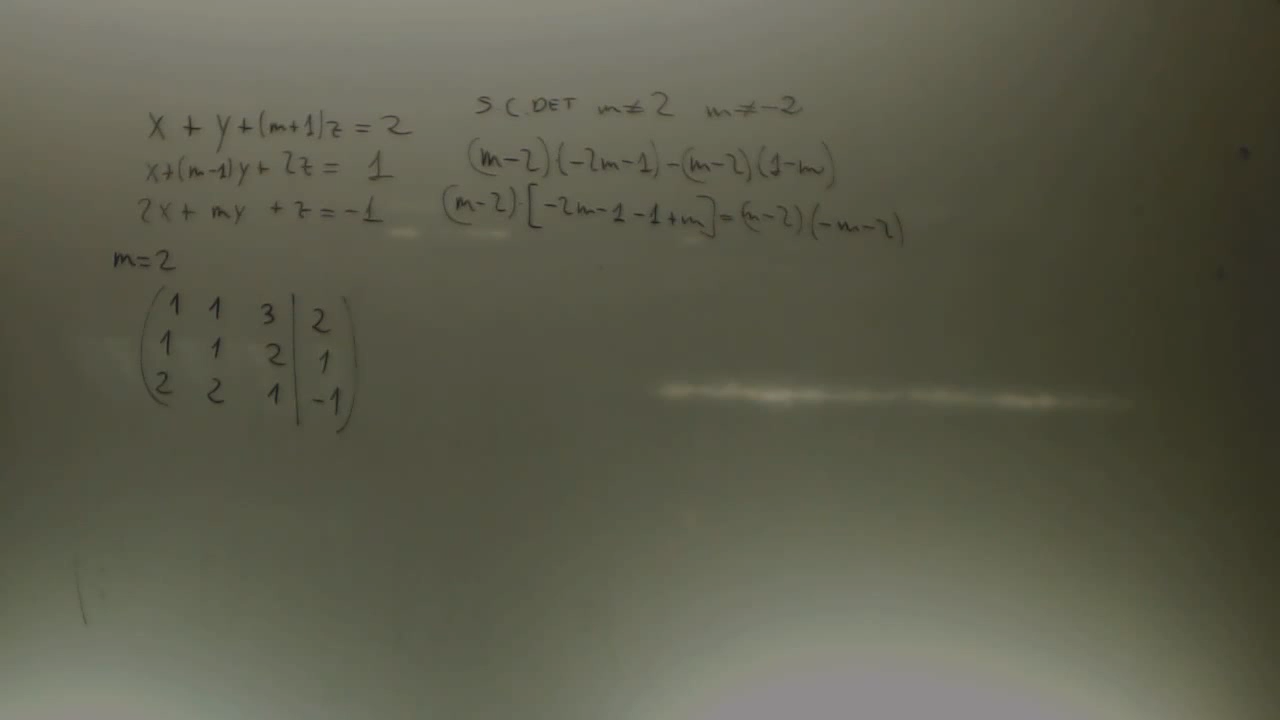 x + y + (m+1)z = 2
x+(m-1)y + 2z = 1
2x + my + z = -1
S C. DET m ≠ 2 m ≠ -2
(m-2)(-2m-1) - (m-2)(1-m)
(m-2)·[-2m-1-1+m] = (m-2)(-m-2)
m=2
1 1 3 | 2
1 1 2 | 1
2 2 1 | -1